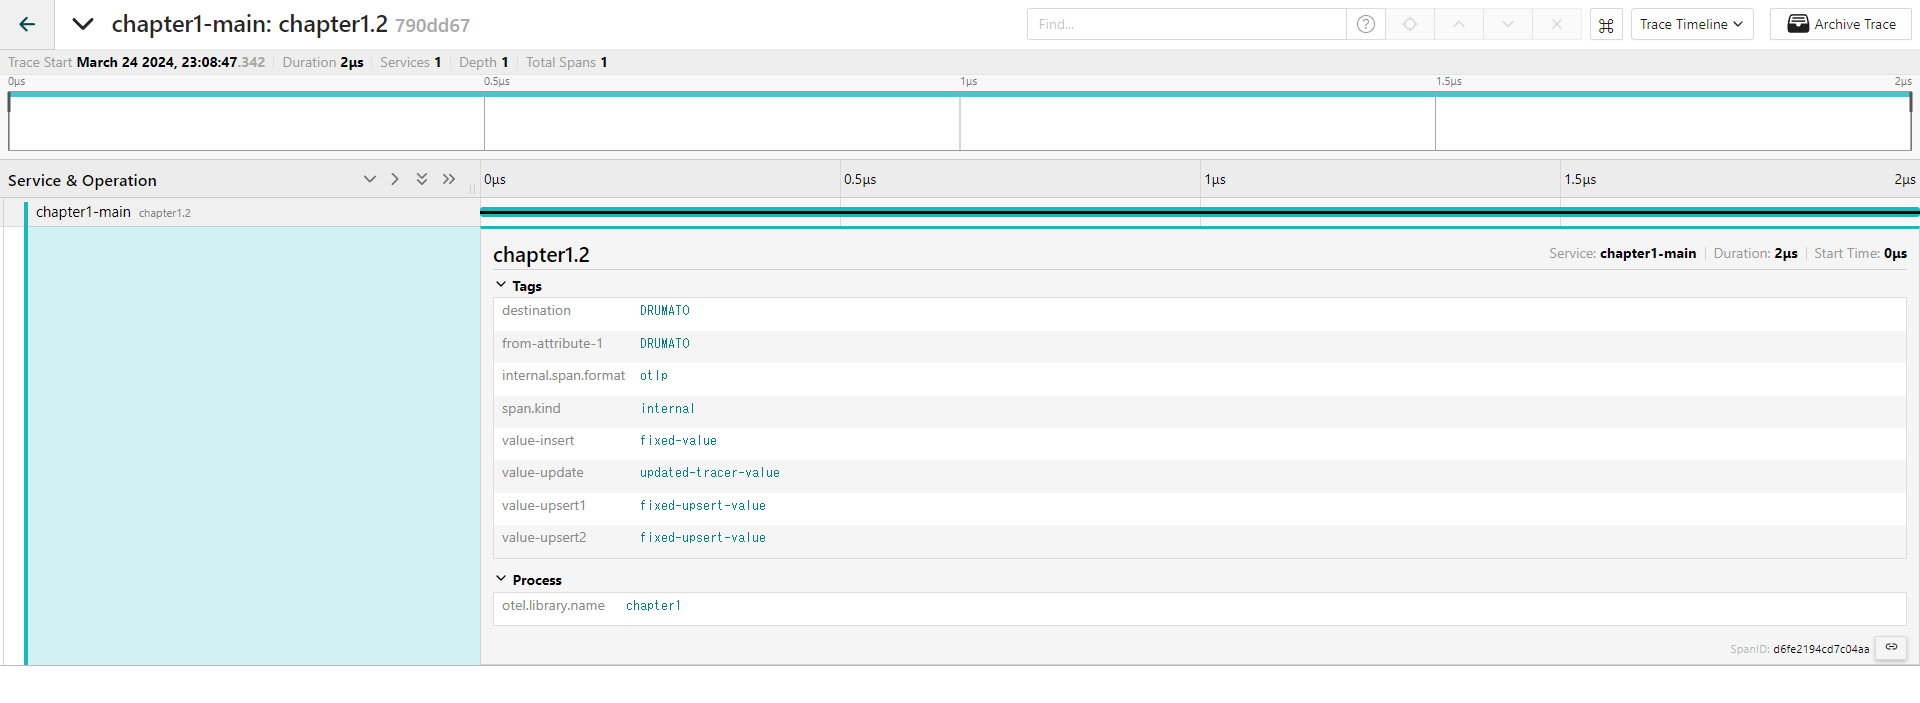 chapter1-main: chapter1.2 790dd67 Find... ? ⌘ Trace Timeline Archive Trace
Trace Start March 24 2024, 23:08:47.342 Duration 2μs Services 1 Depth 1 Total Spans 1
0μs 0.5μs 1μs 1.5μs 2μs
Service & Operation 0μs 0.5μs 1μs 1.5μs 2μs
chapter1-main chapter1.2
chapter1.2 Service: chapter1-main Duration: 2μs Start Time: 0μs
Tags
destination DRUMATO
from-attribute-1 DRUMATO
internal.span.format otlp
span.kind internal
value-insert fixed-value
value-update updated-tracer-value
value-upsert1 fixed-upsert-value
value-upsert2 fixed-upsert-value
Process
otel.library.name chapter1
SpanID: d6fe2194cd7c04aa